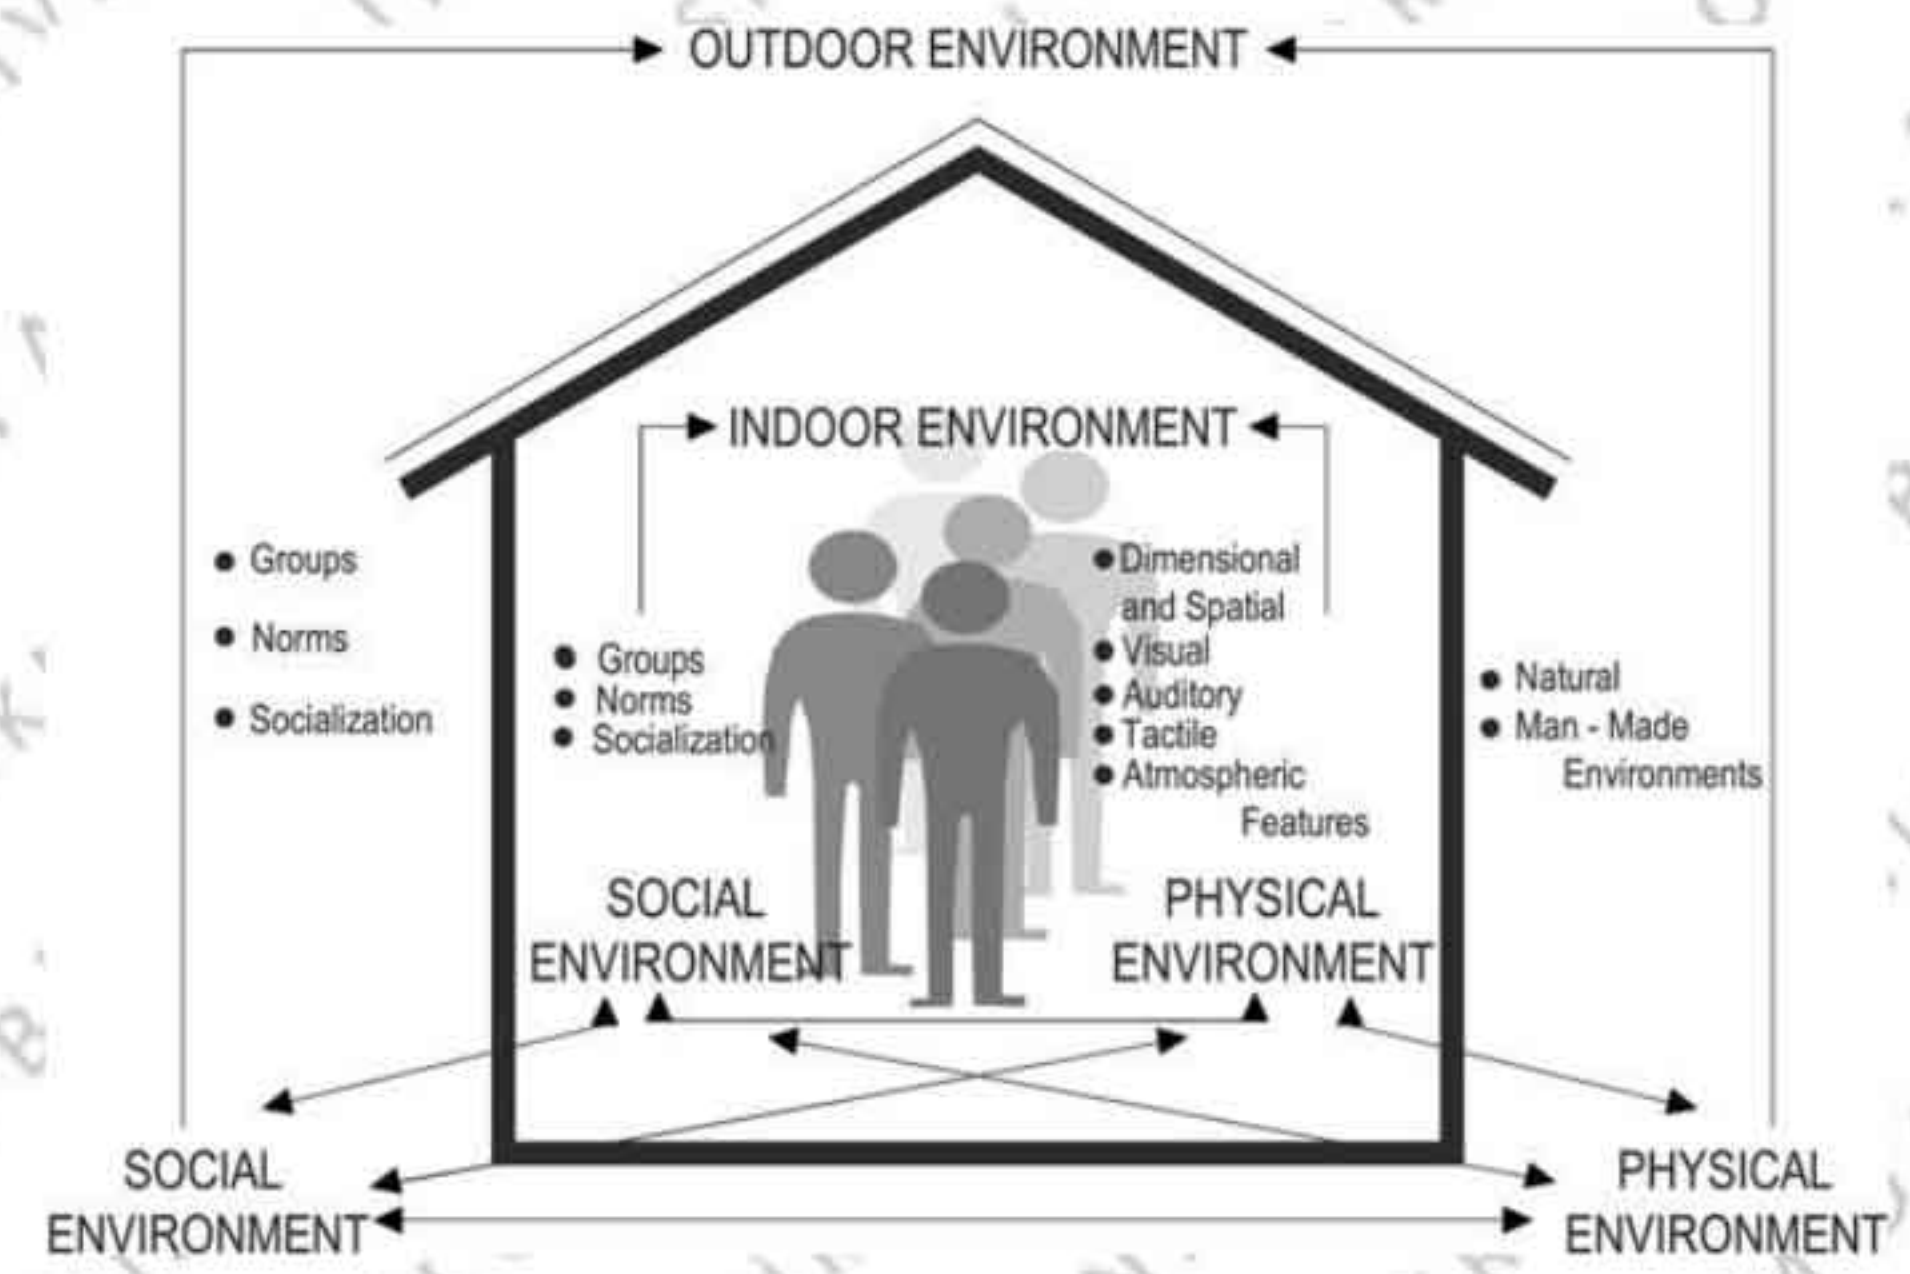 OUTDOOR ENVIRONMENT
INDOOR ENVIRONMENT
● Groups
● Norms
● Socialization
● Groups
● Norms
● Socialization
● Dimensional
and Spatial
● Visual
● Auditory
● Tactile
● Atmospheric
Features
● Natural
● Man - Made
Environments
SOCIAL
ENVIRONMENT
PHYSICAL
ENVIRONMENT
SOCIAL
ENVIRONMENT
PHYSICAL
ENVIRONMENT